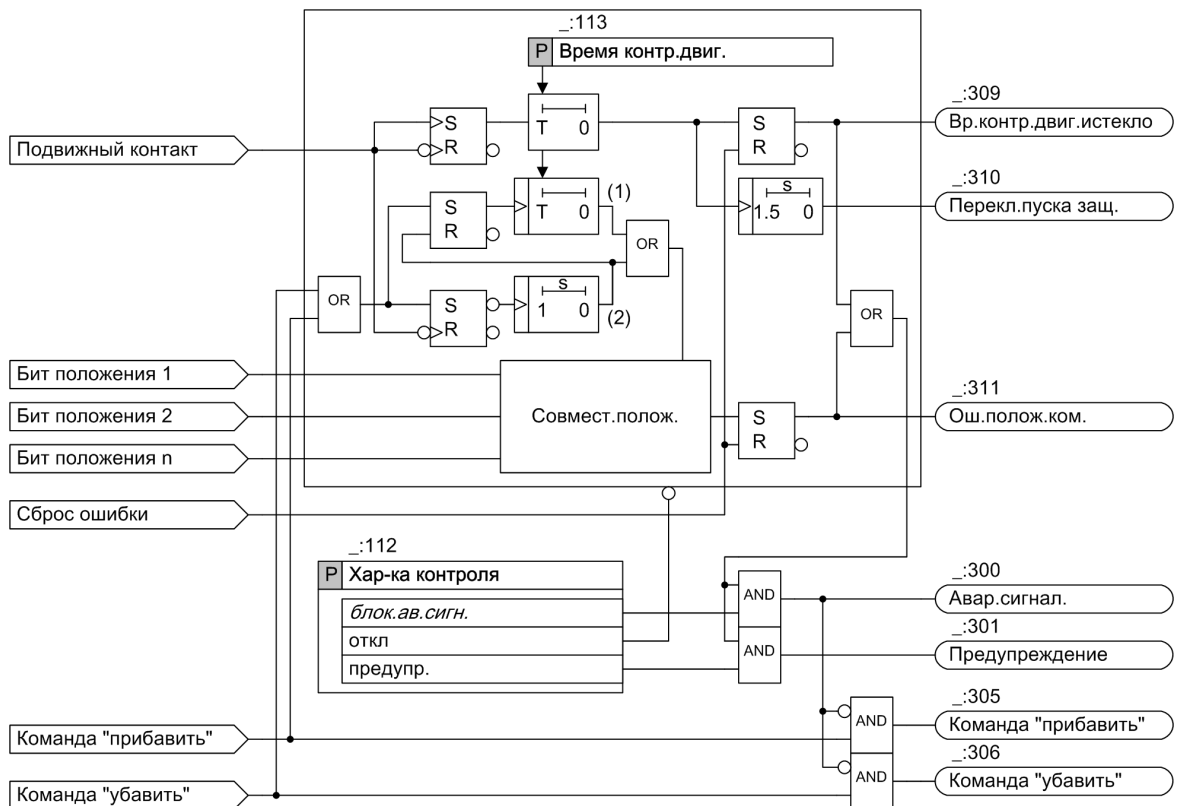 _:113
P Время контр.двиг.
_:309
S
T 0
S
Вр.контр.двиг.истекло
R
R
Подвижный контакт
_:310
S
T 0
(1)
s
1.5 0
Перекл.пуска защ.
R
OR
OR
S
s
1 0
(2)
OR
R
Бит положения 1
_:311
Бит положения 2
Совмест.полож.
S
Ош.полож.ком.
R
Бит положения n
Сброс ошибки
_:112
P Хар-ка контроля
_:300
AND
Авар.сигнал.
блок.ав.сигн.
_:301
откл
AND
Предупреждение
предупр.
_:305
AND
Команда "прибавить"
Команда "прибавить"
_:306
AND
Команда "убавить"
Команда "убавить"